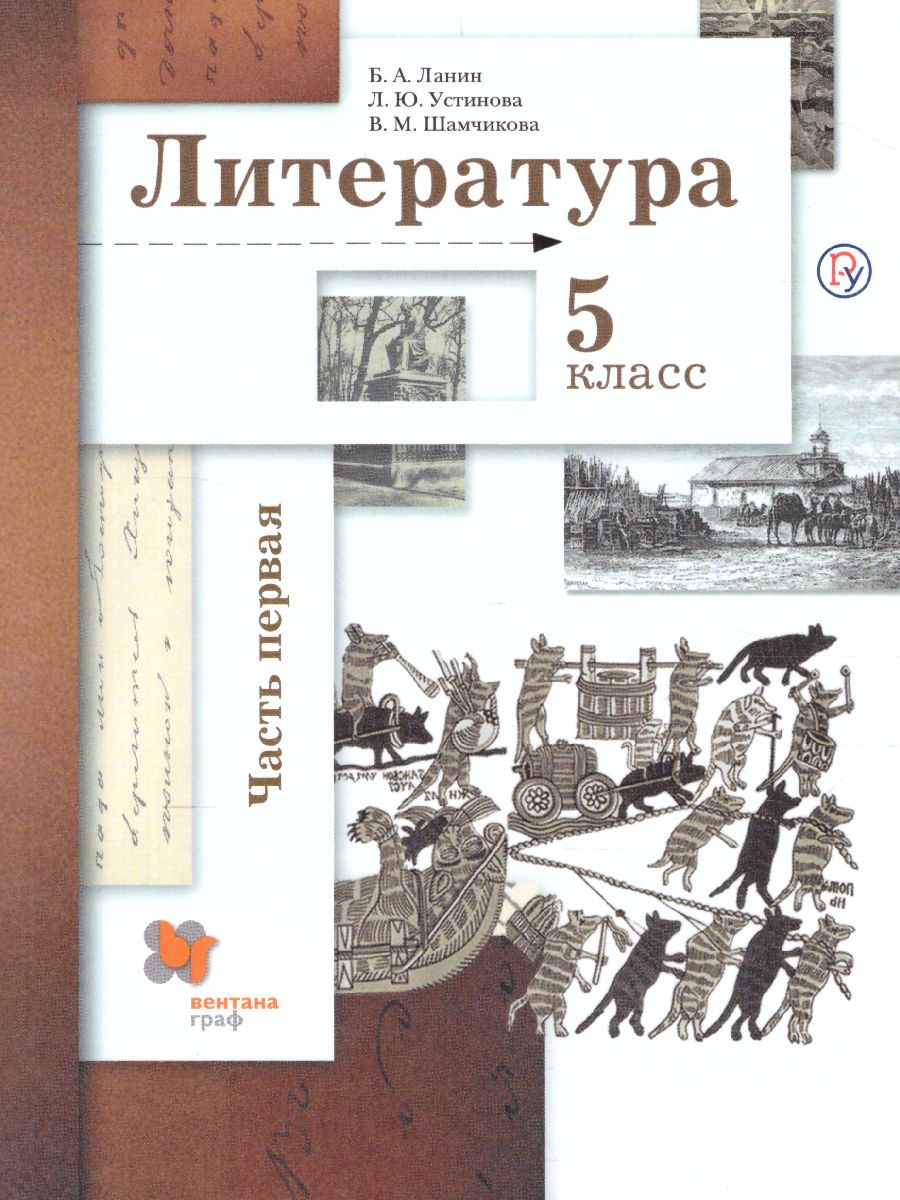 Б. А. Ланин
Л. Ю. Устинова
В. М. Шамчикова
Литература
5
класс
Часть первая
вентана
граф